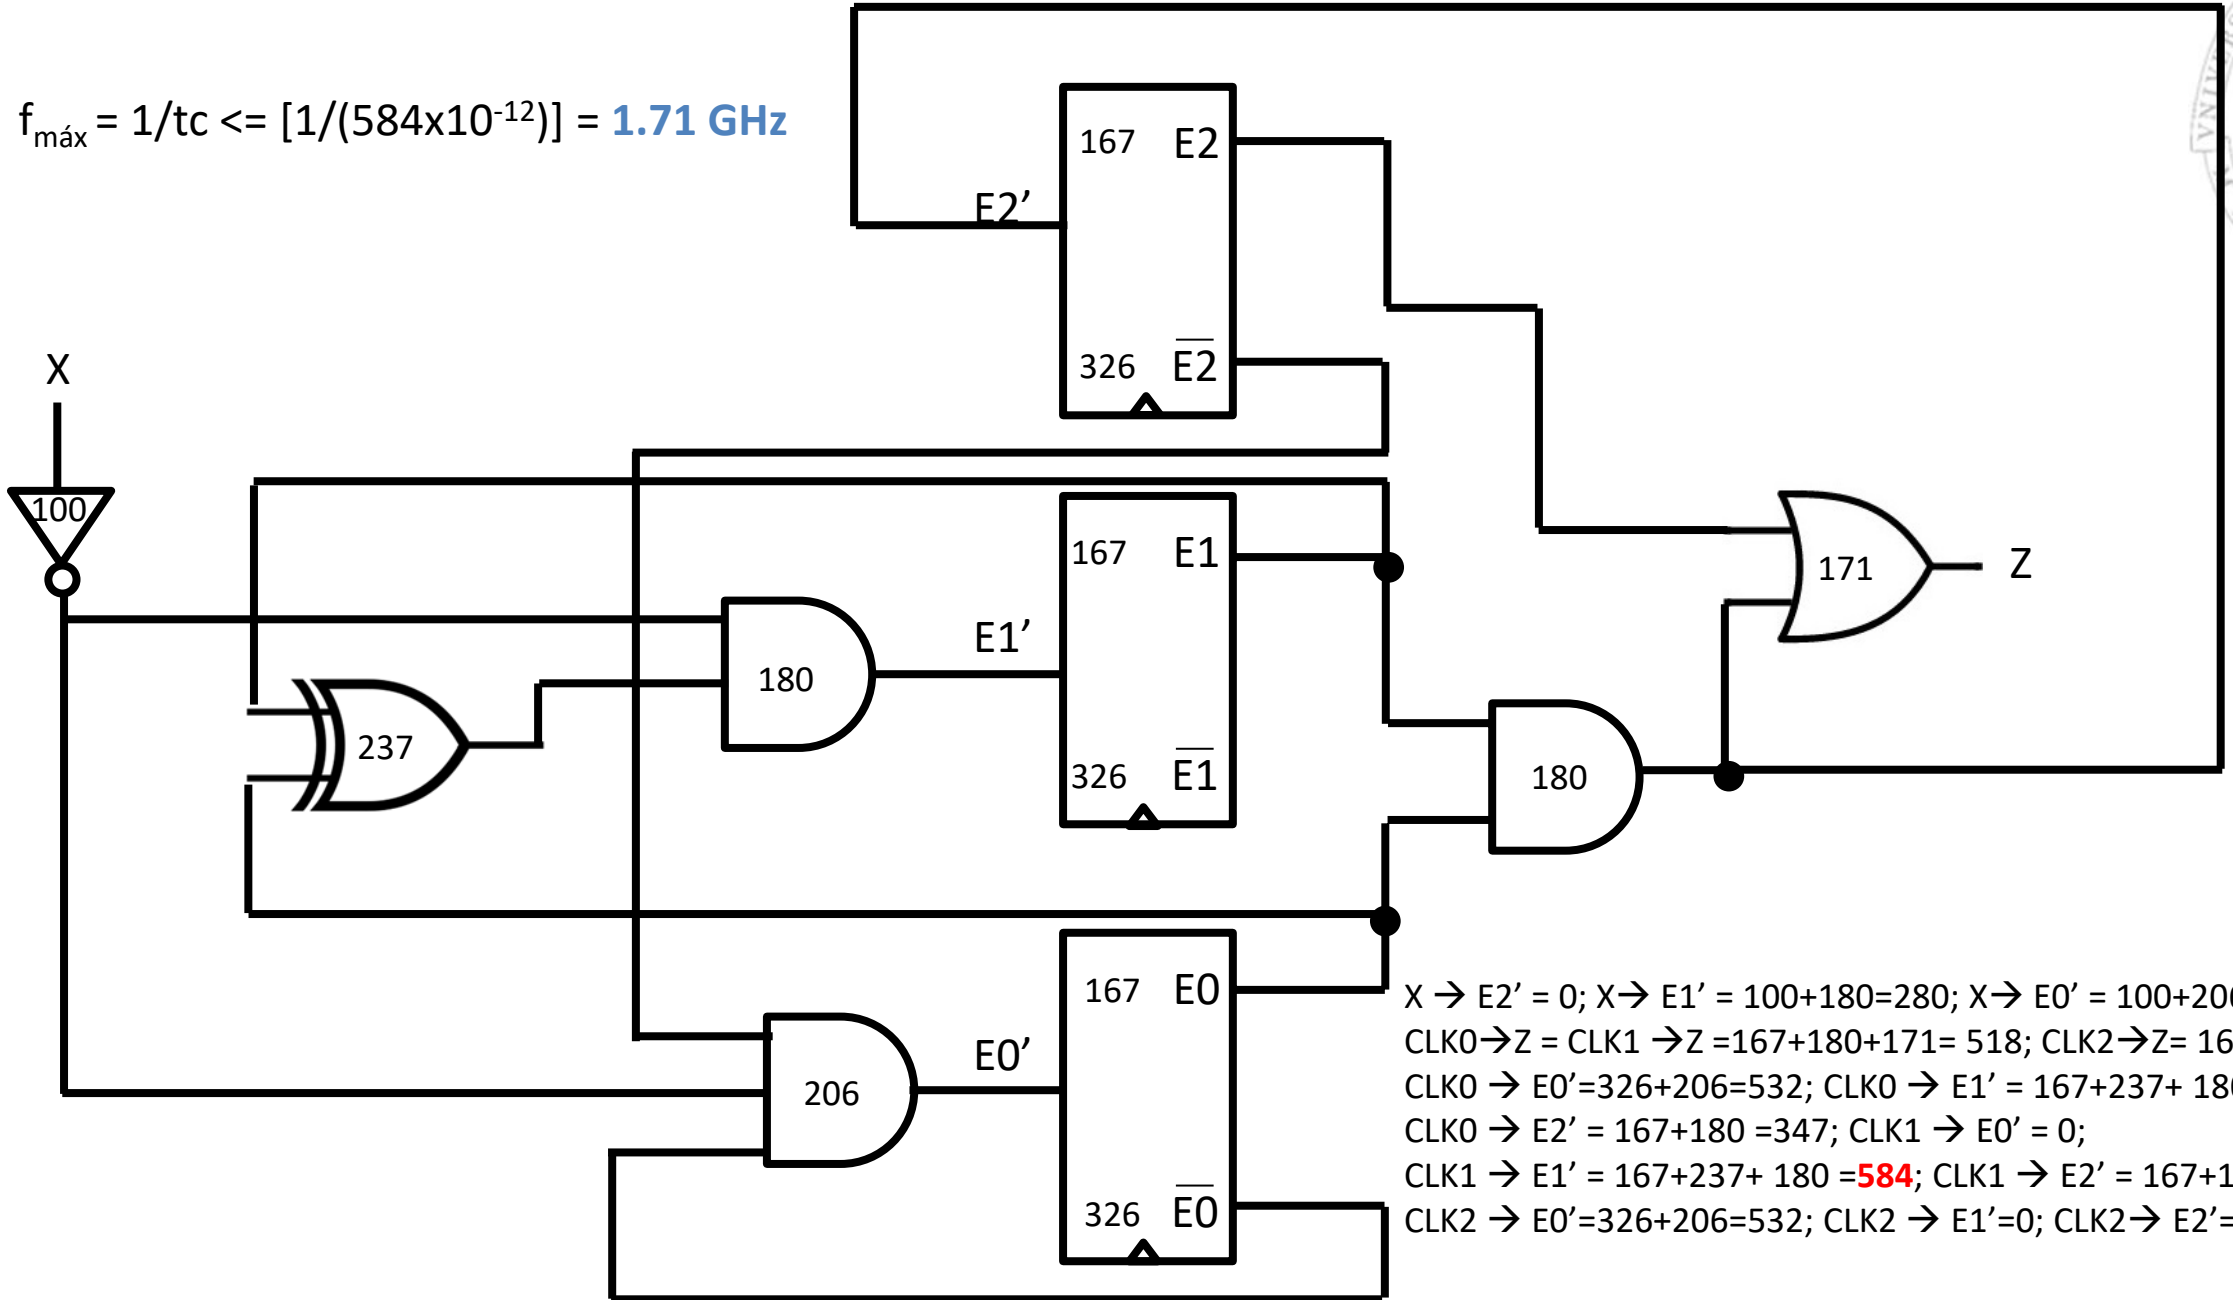 f_máx = 1/tc <= [1/(584x10^-12)] = 1.71 GHz
167 E2
E2’
326 E2
X
100
167 E1
171 Z
E1’
180
237
326 E1
180
167 E0
E0’
206
326 E0
X → E2’ = 0; X→ E1’ = 100+180=280; X→ E0’ = 100+20
CLK0→Z = CLK1 →Z =167+180+171= 518; CLK2→Z= 16
CLK0 → E0’=326+206=532; CLK0 → E1’ = 167+237+ 18
CLK0 → E2’ = 167+180 =347; CLK1 → E0’ = 0;
CLK1 → E1’ = 167+237+ 180 =584; CLK1 → E2’ = 167+1
CLK2 → E0’=326+206=532; CLK2 → E1’=0; CLK2→ E2’=